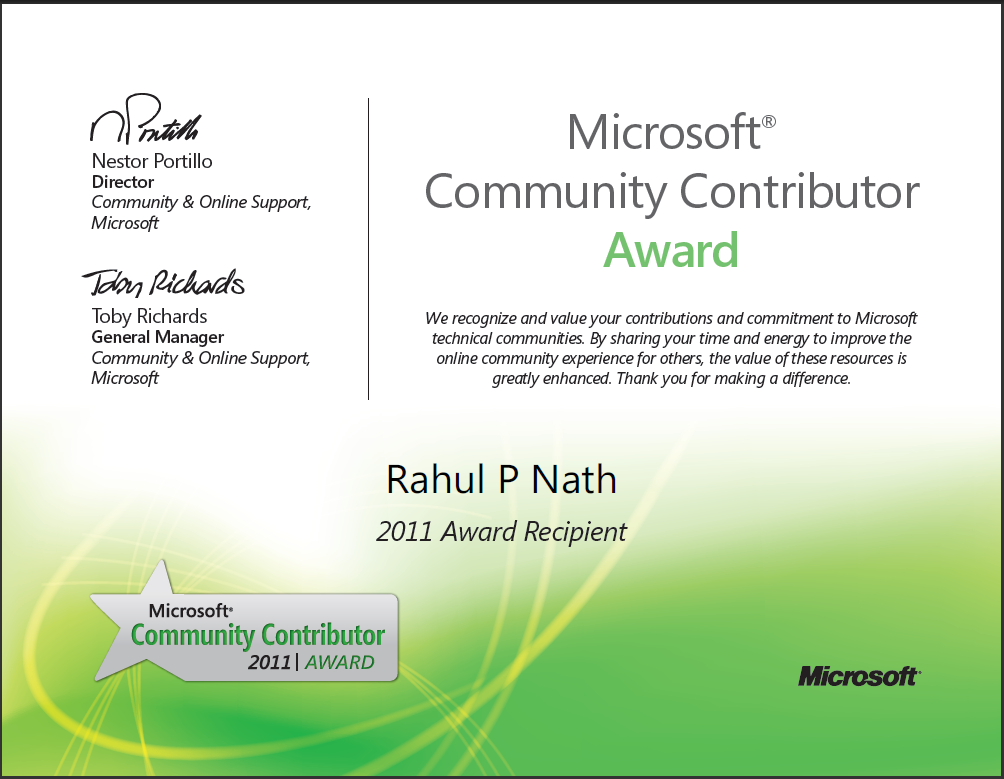 NPortillo
Nestor Portillo
Director
Community & Online Support,
Microsoft
Toby Richards
Toby Richards
General Manager
Community & Online Support,
Microsoft
Microsoft®
Community Contributor
Award
We recognize and value your contributions and commitment to Microsoft
technical communities. By sharing your time and energy to improve the
online community experience for others, the value of these resources is
greatly enhanced. Thank you for making a difference.
Rahul P Nath
2011 Award Recipient
Microsoft®
Community Contributor
2011 | AWARD
Microsoft®